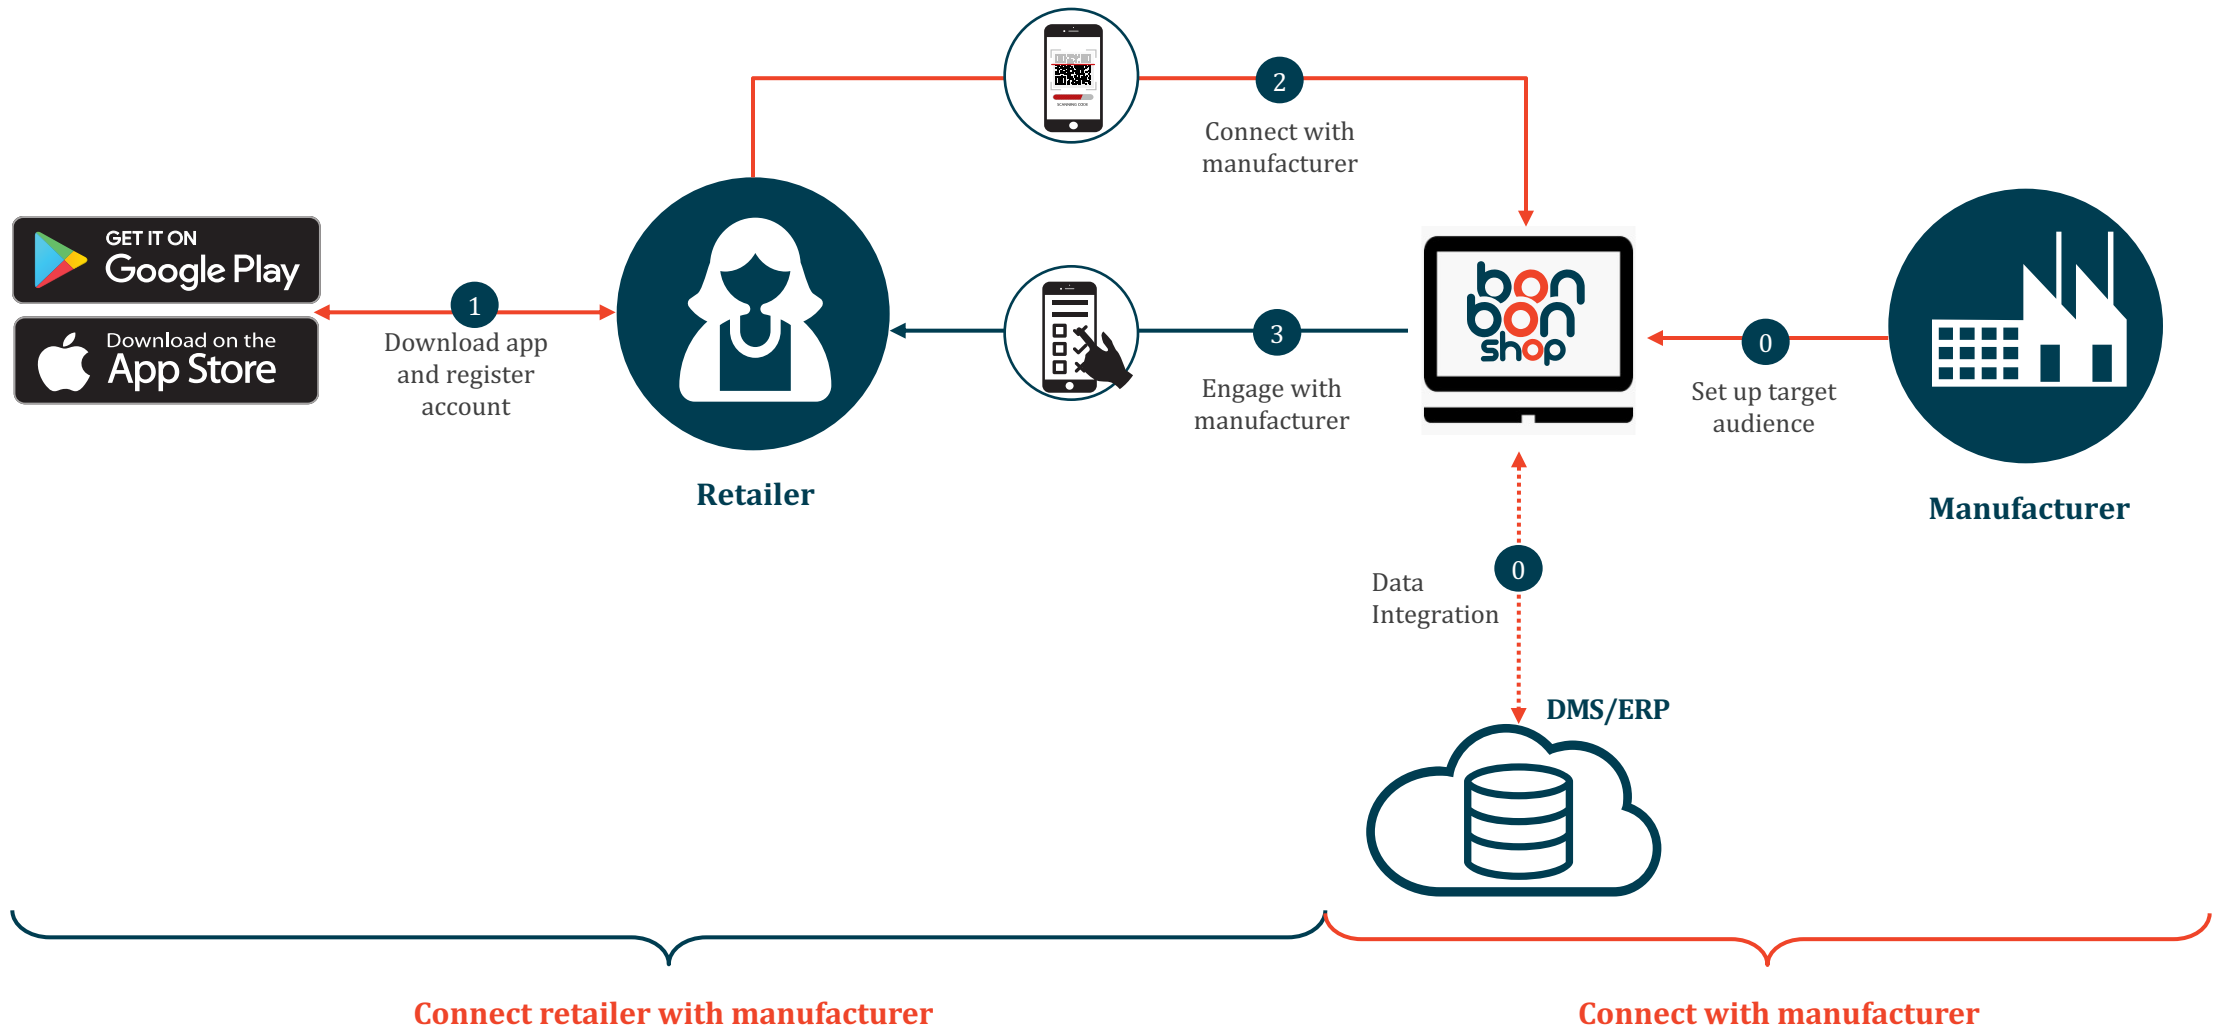 2
Connect with
manufacturer
SCANNING CODE
GET IT ON
Google Play
Download on the
App Store
1
Download app
and register
account
Retailer
3
Engage with
manufacturer
bon
bon
shop
0
Set up target
audience
Manufacturer
0
Data
Integration
DMS/ERP
Connect retailer with manufacturer
Connect with manufacturer